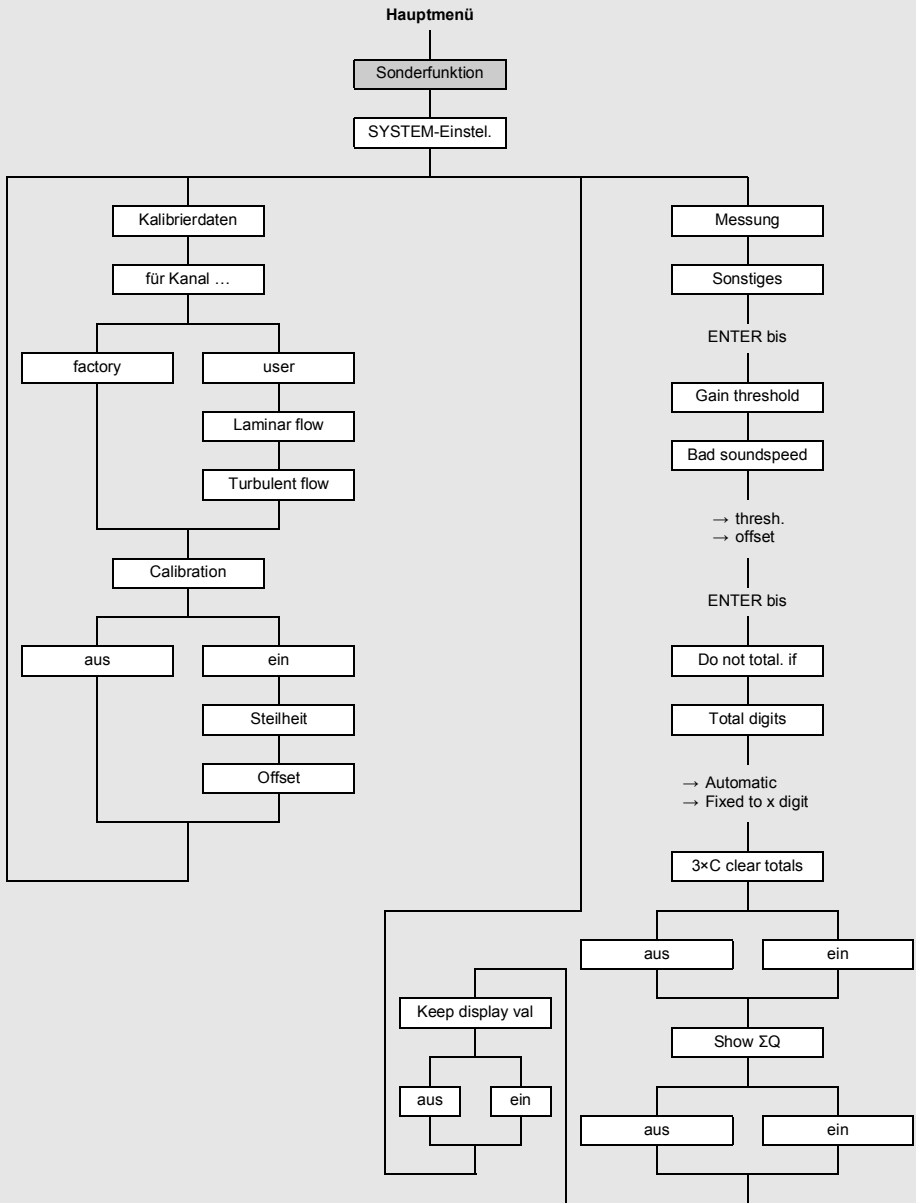 Hauptmenü
Sonderfunktion
SYSTEM-Einstel.
Kalibrierdaten
für Kanal …
factory
user
Laminar flow
Turbulent flow
Calibration
aus
ein
Steilheit
Offset
Messung
Sonstiges
ENTER bis
Gain threshold
Bad soundspeed
→ thresh.
→ offset
ENTER bis
Do not total. if
Total digits
→ Automatic
→ Fixed to x digit
3×C clear totals
aus
ein
Show ΣQ
aus
ein
Keep display val
aus
ein